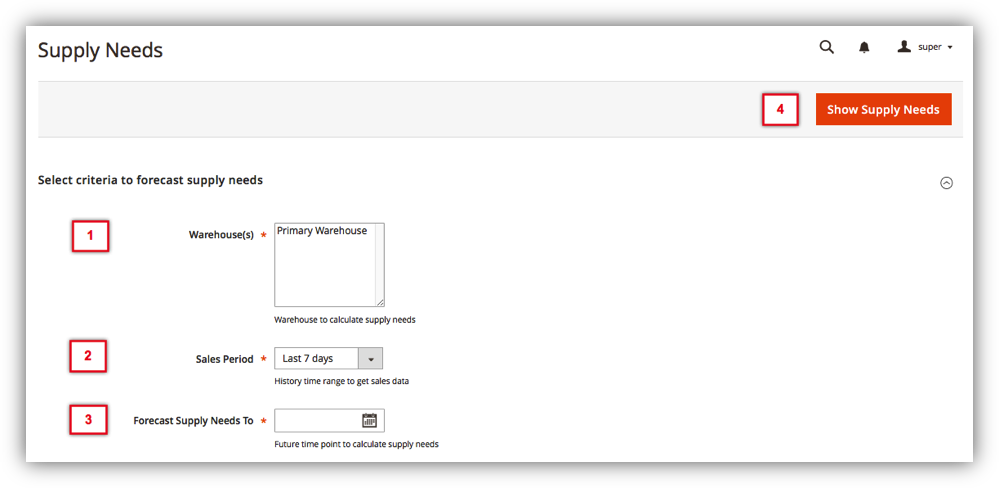 Supply Needs
super
4
Show Supply Needs
Select criteria to forecast supply needs
1
Warehouse(s) *
Primary Warehouse
Warehouse to calculate supply needs
2
Sales Period *
Last 7 days
History time range to get sales data
3
Forecast Supply Needs To *
Future time point to calculate supply needs